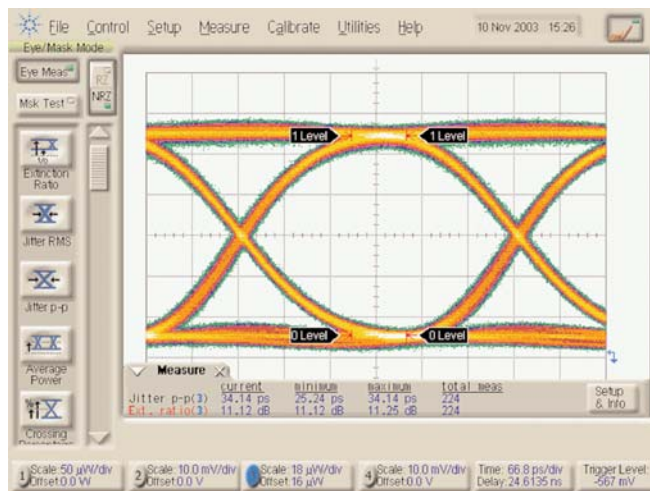 File Control Setup Measure Calibrate Utilities Help 10 Nov 2003 15:26
Eye/Mask Mode
Eye Meas
RZ
NRZ
Msk Test
Extinction
Ratio
Jitter RMS
Jitter p-p
Average
Power
Crossing
1 Level 1 Level
0 Level 0 Level
Measure
current minimum maximum total meas
Jitter p-p(3) 34.14 ps 25.24 ps 34.14 ps 224
Ext. ratio(3) 11.12 dB 11.12 dB 11.25 dB 224
Setup
& Info
1 Scale:50 µW/div
Offset:0.0 W
2 Scale:10.0 mV/div
Offset:0.0 V
Scale:18 µW/div
Offset:16 µW
4 Scale:10.0 mV/div
Offset:0.0 V
Time: 66.8 ps/div
Delay:24.6135 ns
Trigger Level:
-567 mV